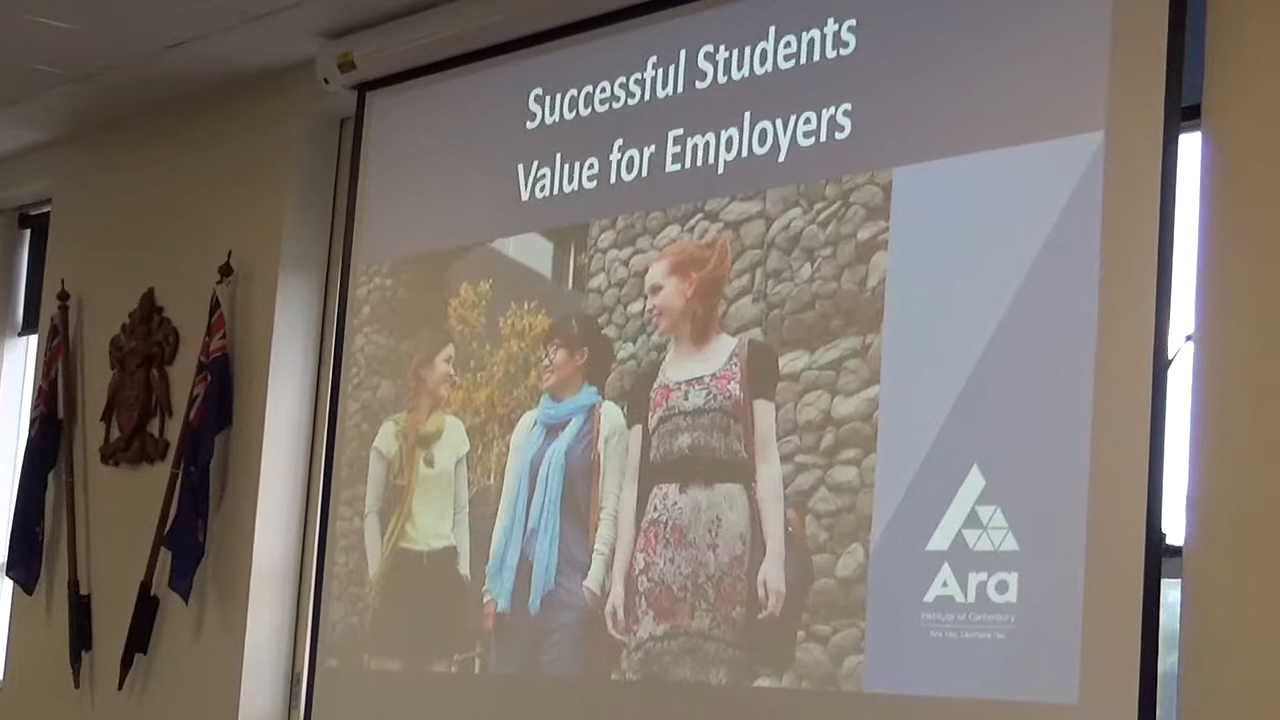 Successful Students
Value for Employers
Ara
Institute of Canterbury